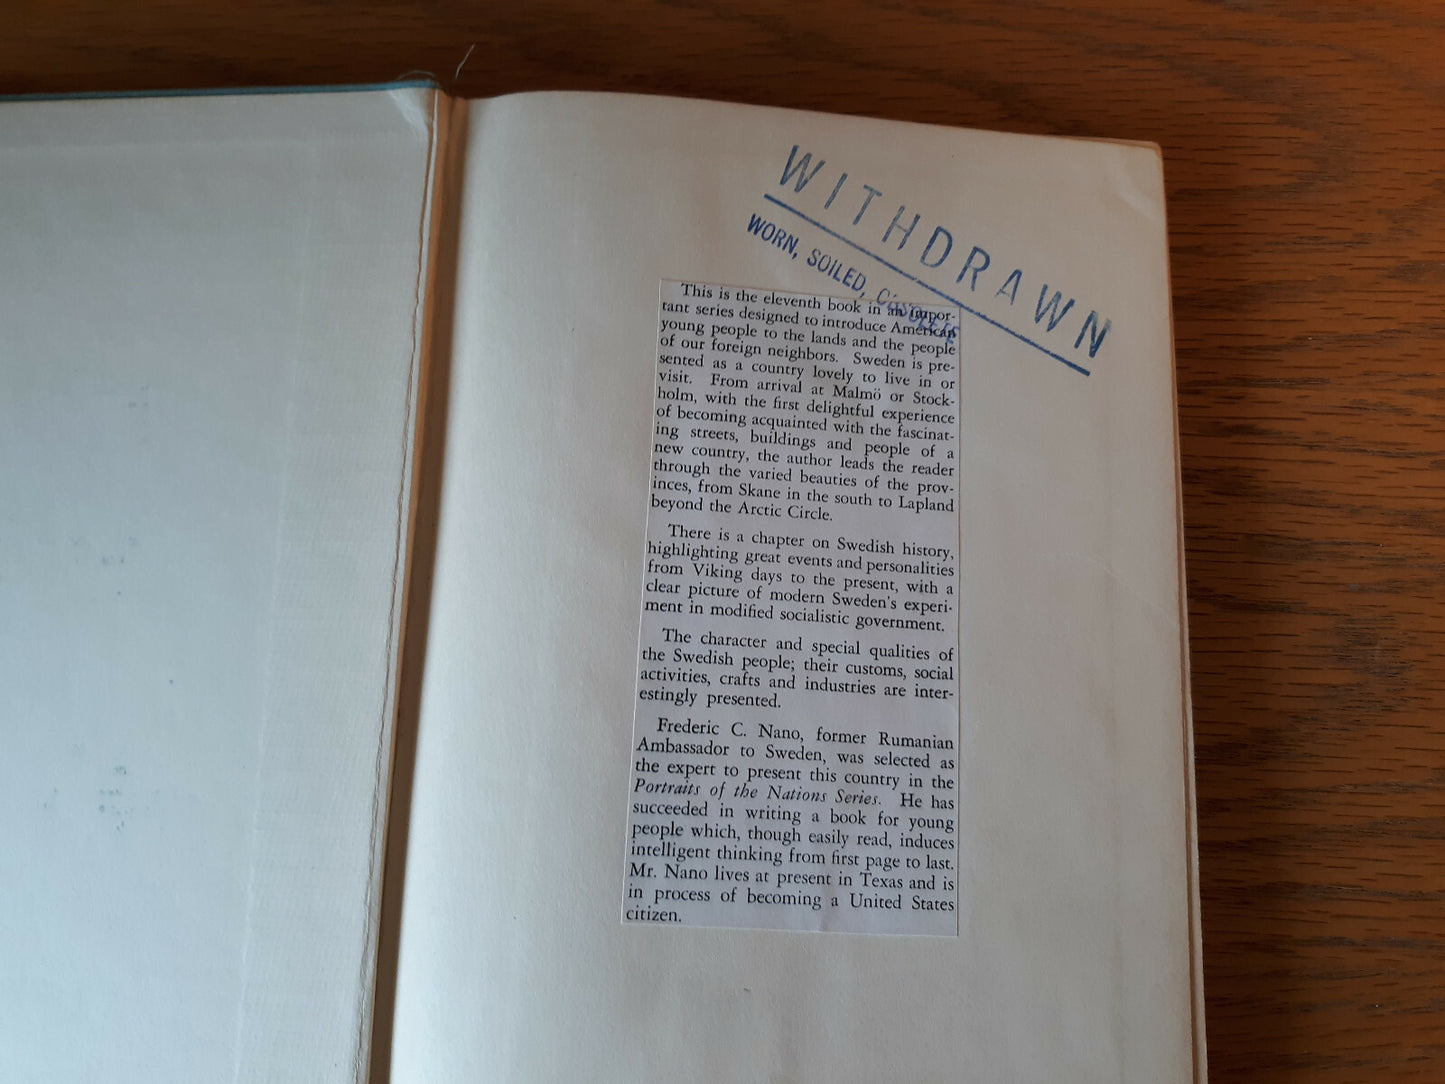 WITHDRAWN
WORN, SOILED, OBSOLETE
This is the eleventh book in an impor-
tant series designed to introduce American
young people to the lands and the people
of our foreign neighbors. Sweden is pre-
sented as a country lovely to live in or
visit. From arrival at Malmö or Stock-
holm, with the first delightful experience
of becoming acquainted with the fascinat-
ing streets, buildings and people of a
new country, the author leads the reader
through the varied beauties of the prov-
inces, from Skane in the south to Lapland
beyond the Arctic Circle.
There is a chapter on Swedish history,
highlighting great events and personalities
from Viking days to the present, with a
clear picture of modern Sweden's experi-
ment in modified socialistic government.
The character and special qualities of
the Swedish people; their customs, social
activities, crafts and industries are inter-
estingly presented.
Frederic C. Nano, former Rumanian
Ambassador to Sweden, was selected as
the expert to present this country in the
Portraits of the Nations Series. He has
succeeded in writing a book for young
people which, though easily read, induces
intelligent thinking from first page to last.
Mr. Nano lives at present in Texas and is
in process of becoming a United States
citizen.